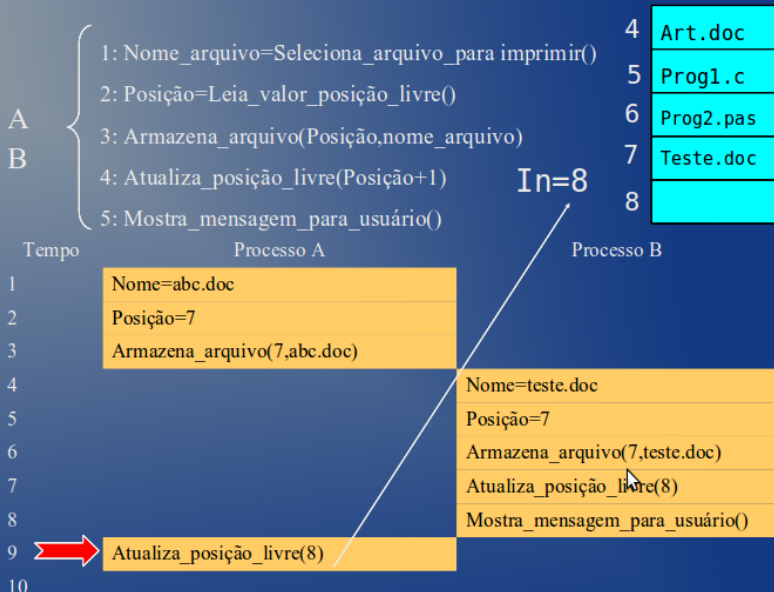 1: Nome_arquivo=Seleciona_arquivo_para imprimir()
2: Posição=Leia_valor_posição_livre()
3: Armazena_arquivo(Posição,nome_arquivo)
4: Atualiza_posição_livre(Posição+1)
5: Mostra_mensagem_para_usuário()
A
B
In=8
4 Art.doc
5 Prog1.c
6 Prog2.pas
7 Teste.doc
8
Tempo Processo A Processo B
1 Nome=abc.doc
2 Posição=7
3 Armazena_arquivo(7,abc.doc)
4 Nome=teste.doc
5 Posição=7
6 Armazena_arquivo(7,teste.doc)
7 Atualiza_posição_livre(8)
8 Mostra_mensagem_para_usuário()
9 Atualiza_posição_livre(8)
10